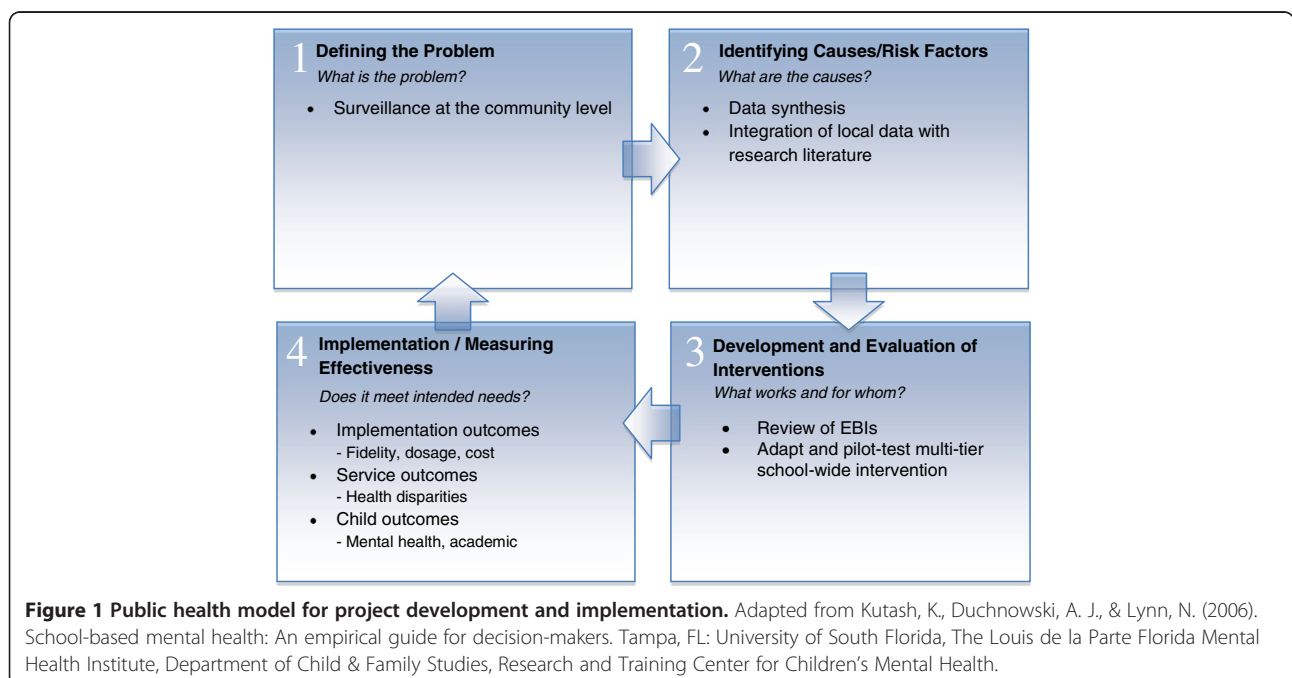 1 Defining the Problem
What is the problem?
• Surveillance at the community level
2 Identifying Causes/Risk Factors
What are the causes?
• Data synthesis
• Integration of local data with
research literature
3 Development and Evaluation of
Interventions
What works and for whom?
• Review of EBIs
• Adapt and pilot-test multi-tier
school-wide intervention
4 Implementation / Measuring
Effectiveness
Does it meet intended needs?
• Implementation outcomes
- Fidelity, dosage, cost
• Service outcomes
- Health disparities
• Child outcomes
- Mental health, academic
Figure 1 Public health model for project development and implementation. Adapted from Kutash, K., Duchnowski, A. J., & Lynn, N. (2006).
School-based mental health: An empirical guide for decision-makers. Tampa, FL: University of South Florida, The Louis de la Parte Florida Mental
Health Institute, Department of Child & Family Studies, Research and Training Center for Children's Mental Health.